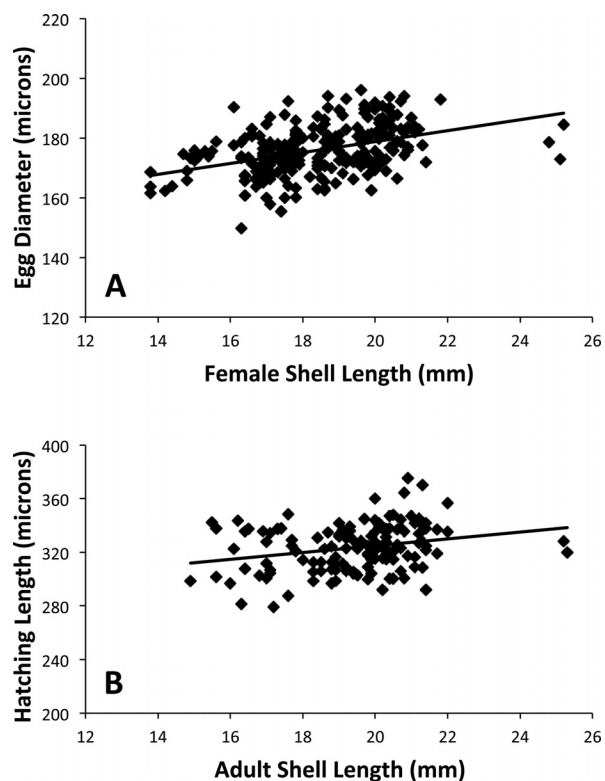 220
200
180
160
140
120
Egg Diameter (microns)
A
12 14 16 18 20 22 24 26
Female Shell Length (mm)
400
360
320
280
240
200
Hatching Length (microns)
B
12 14 16 18 20 22 24 26
Adult Shell Length (mm)